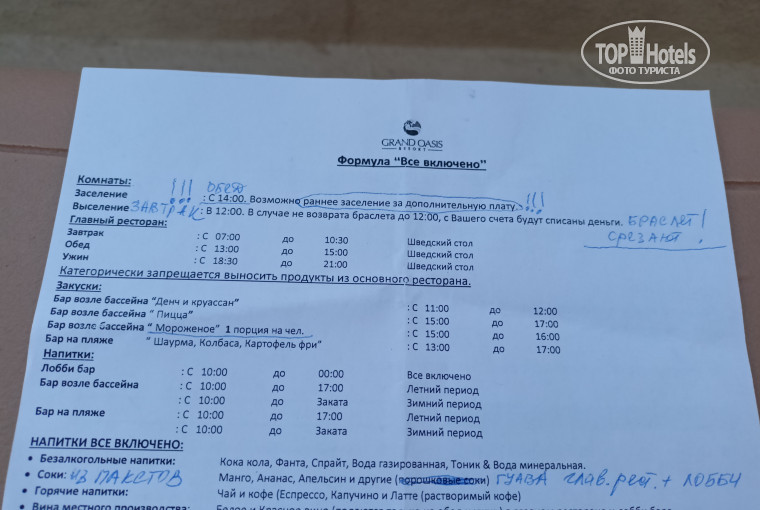 TOPHotels
ФОТО ТУРИСТА
GRAND OASIS
RESORT
Формула "Все включено"
Комнаты: !!! ОБЕД
Заселение : С 14:00. Возможно раннее заселение за дополнительную плату. !!!
Выселение ЗАВТРАК : В 12:00. В случае не возврата браслета до 12:00, с Вашего счета будут списаны деньги. БРАСЛЕТ!
СРЕЗАЮТ.
Главный ресторан:
Завтрак : С 07:00 до 10:30 Шведский стол
Обед : С 13:00 до 15:00 Шведский стол
Ужин : С 18:30 до 21:00 Шведский стол
Категорически запрещается выносить продукты из основного ресторана.
Закуски:
Бар возле бассейна "Денч и круассан" : С 11:00 до 12:00
Бар возле бассейна " Пицца" : С 15:00 до 17:00
Бар возле бассейна " Мороженое" 1 порция на чел. : С 15:00 до 16:00
Бар на пляже " Шаурма, Колбаса, Картофель фри" : С 13:00 до 17:00
Напитки:
Лобби бар : С 10:00 до 00:00 Все включено
Бар возле бассейна : С 10:00 до 17:00 Летний период
: С 10:00 до Заката Зимний период
Бар на пляже : С 10:00 до 17:00 Летний период
: С 10:00 до Заката Зимний период
НАПИТКИ ВСЕ ВКЛЮЧЕНО:
• Безалкогольные напитки: Кока кола, Фанта, Спрайт, Вода газированная, Тоник & Вода минеральная.
• Соки: ИЗ ПАКЕТОВ Манго, Ананас, Апельсин и другие (порошковые соки) ГУАВА глав. рест. + ЛОББИ
• Горячие напитки: Чай и кофе (Еспрессо, Капучино и Латте (растворимый кофе)
• Вина местного производства: Белое и Красное вино